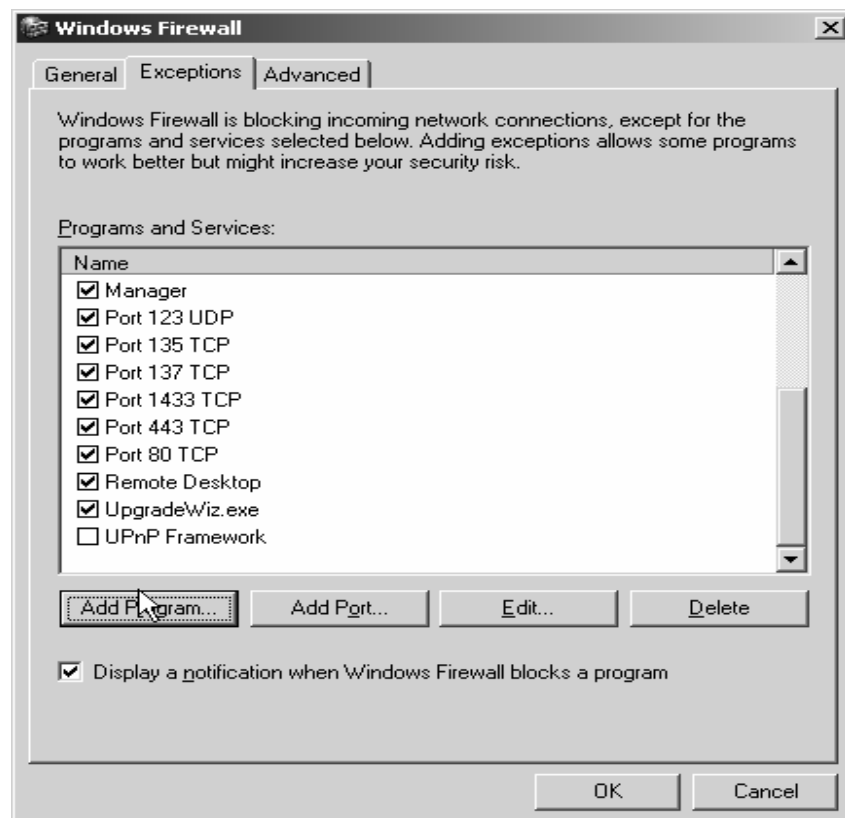 Windows Firewall
General Exceptions Advanced
Windows Firewall is blocking incoming network connections, except for the
programs and services selected below. Adding exceptions allows some programs
to work better but might increase your security risk.
Programs and Services:
Name
Manager
Port 123 UDP
Port 135 TCP
Port 137 TCP
Port 1433 TCP
Port 443 TCP
Port 80 TCP
Remote Desktop
UpgradeWiz.exe
UPnP Framework
Add Program... Add Port... Edit... Delete
Display a notification when Windows Firewall blocks a program
OK Cancel